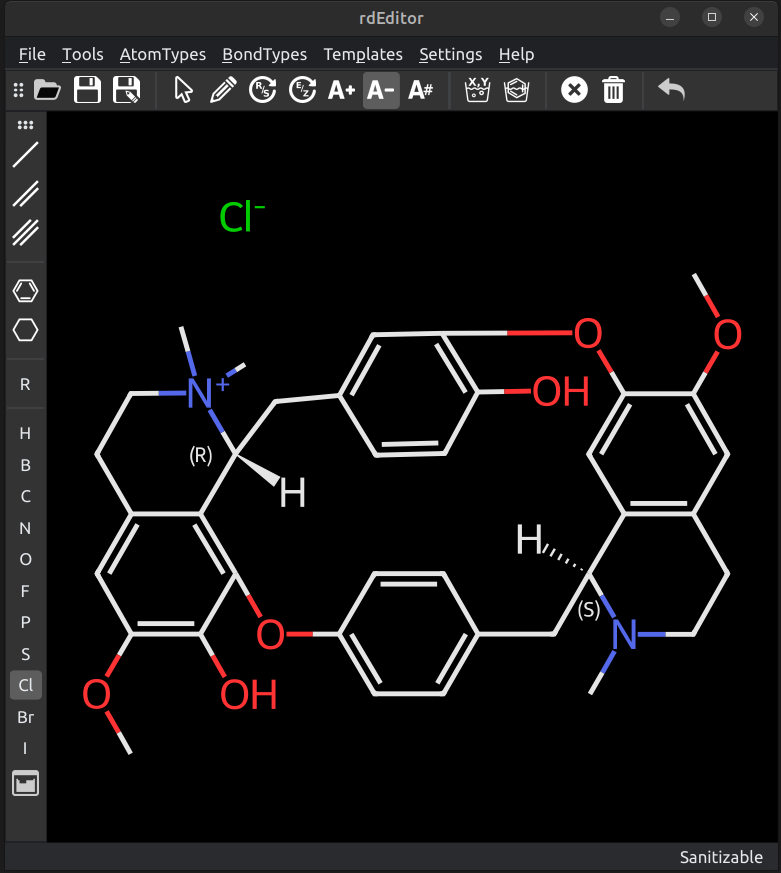 rdEditor
File Tools AtomTypes BondTypes Templates Settings Help
R/S E/Z A+ A- A# X,Y
Cl⁻
O
O
N⁺
OH
R
(R)
H
H
B
C
N
O
F
P
S
Cl
Br
I
H
(S)
O
N
O
OH
Sanitizable